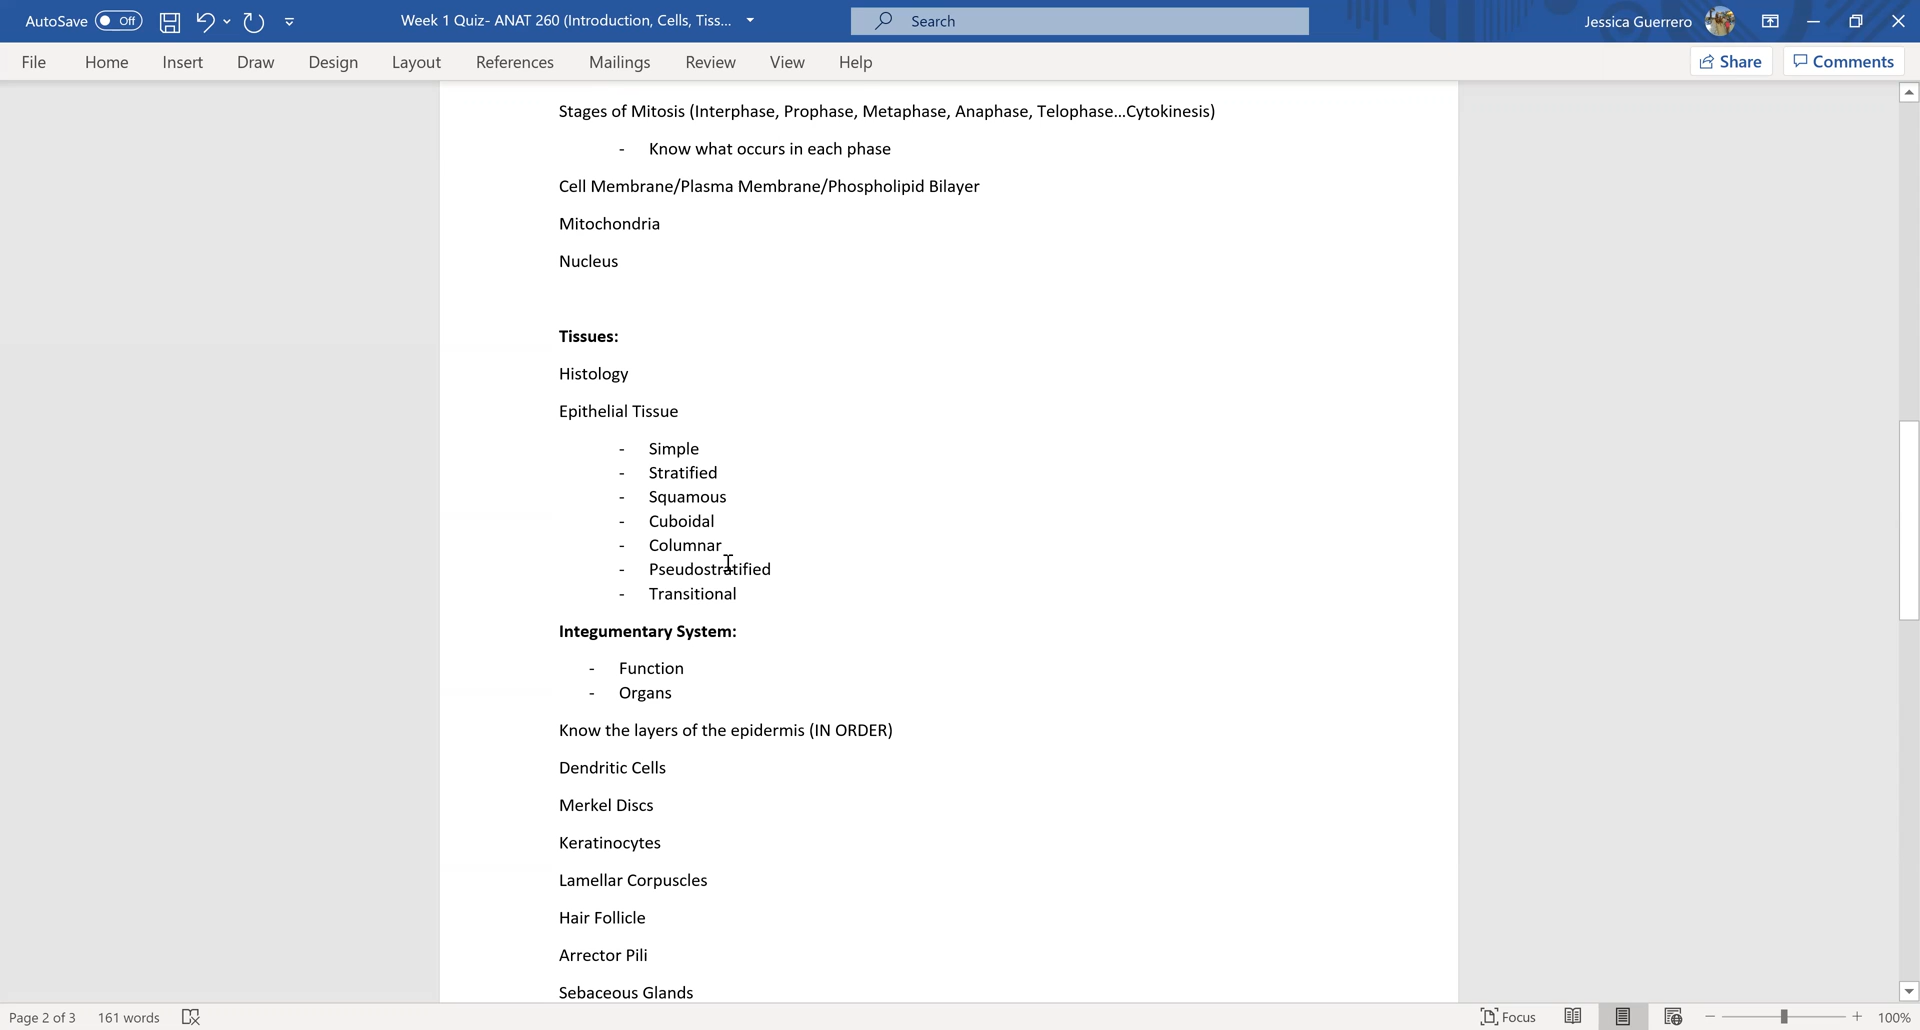 AutoSave Off Week 1 Quiz- ANAT 260 (Introduction, Cells, Tiss... Search Jessica Guerrero
File Home Insert Draw Design Layout References Mailings Review View Help Share Comments
Stages of Mitosis (Interphase, Prophase, Metaphase, Anaphase, Telophase...Cytokinesis)
- Know what occurs in each phase
Cell Membrane/Plasma Membrane/Phospholipid Bilayer
Mitochondria
Nucleus
Tissues:
Histology
Epithelial Tissue
- Simple
- Stratified
- Squamous
- Cuboidal
- Columnar
- Pseudostratified
- Transitional
Integumentary System:
- Function
- Organs
Know the layers of the epidermis (IN ORDER)
Dendritic Cells
Merkel Discs
Keratinocytes
Lamellar Corpuscles
Hair Follicle
Arrector Pili
Sebaceous Glands
Page 2 of 3 161 words Focus 100%